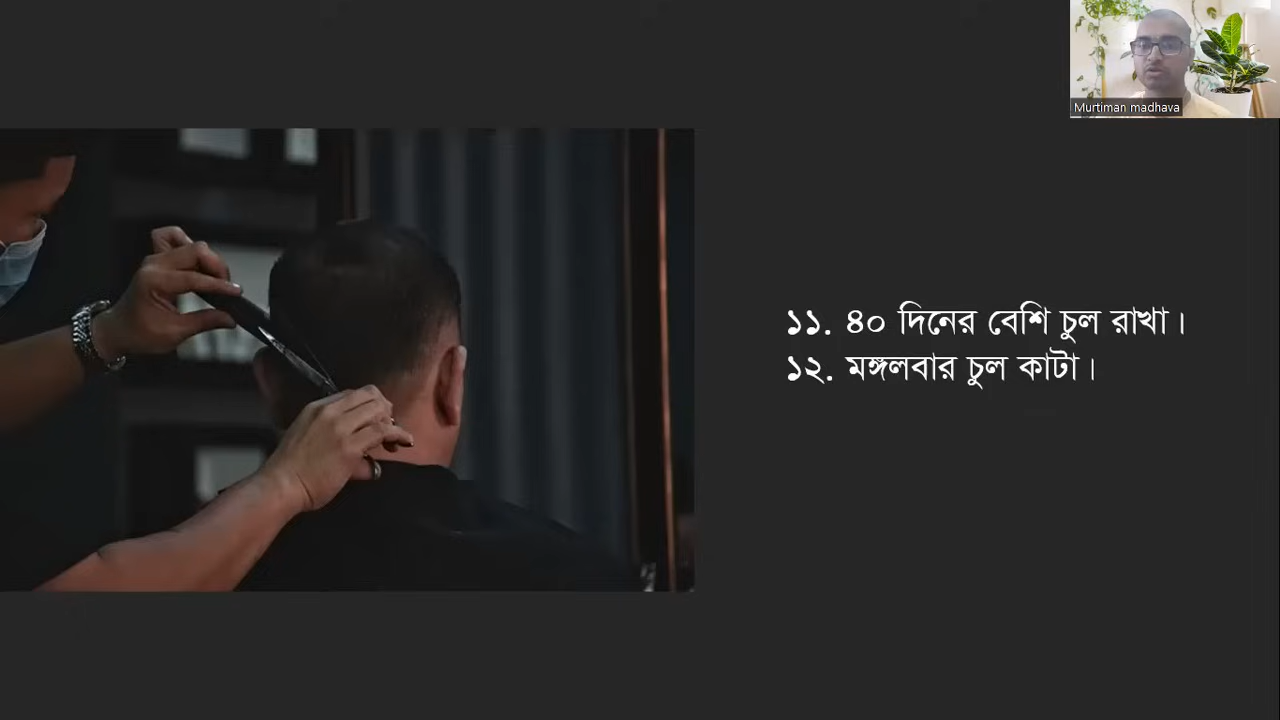 Murtiman madhava
১১. ৪০ দিনের বেশি চুল রাখা।
১২. মঙ্গলবার চুল কাটা।